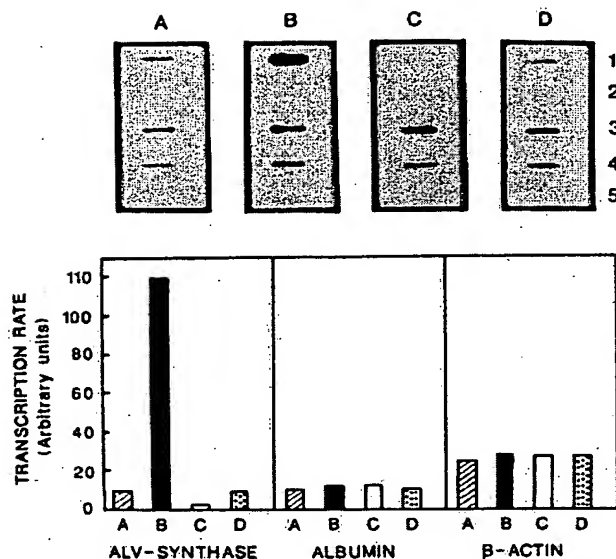 A B C D
1
2
3
4
5
TRANSCRIPTION RATE
(Arbitrary units)
110
100
80
60
40
20
0
A B C D A B C D A B C D
ALV-SYNTHASE ALBUMIN β-ACTIN